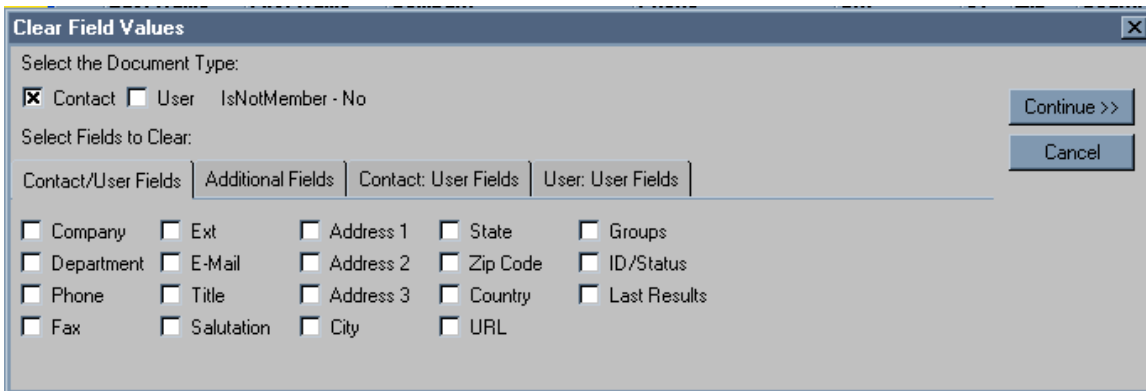 Clear Field Values
Select the Document Type:
Contact User IsNotMember - No
Continue >>
Select Fields to Clear:
Cancel
Contact/User Fields Additional Fields Contact: User Fields User: User Fields
Company Ext Address 1 State Groups
Department E-Mail Address 2 Zip Code ID/Status
Phone Title Address 3 Country Last Results
Fax Salutation City URL